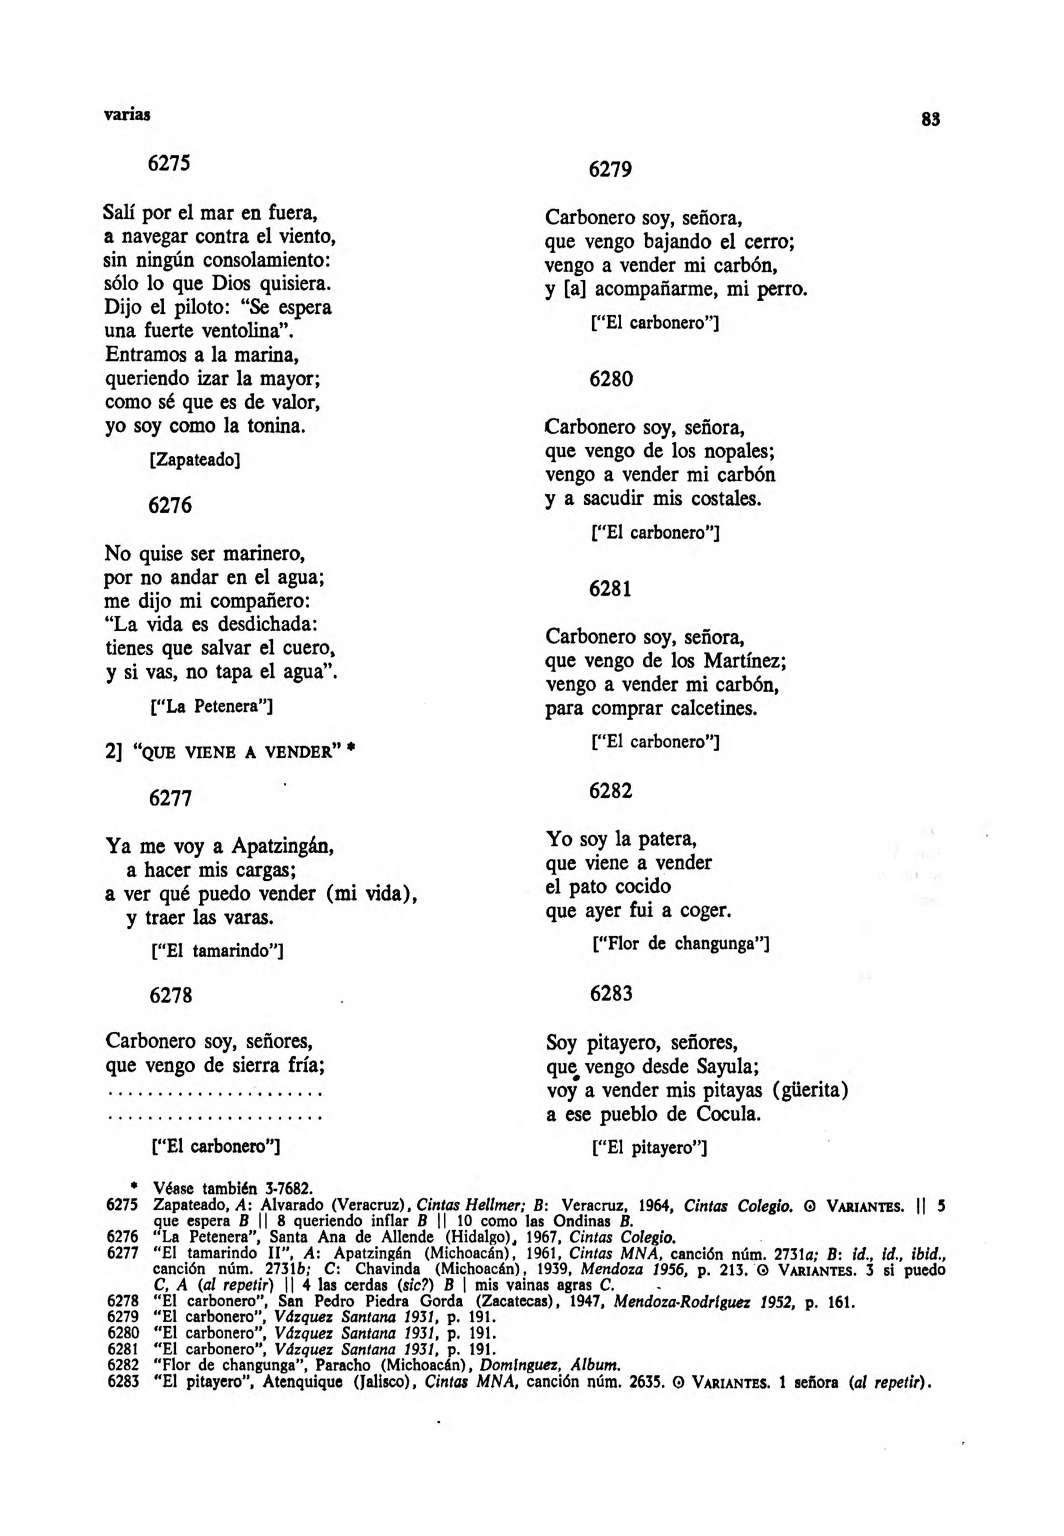 varias
83
6275
Salí por el mar en fuera,
a navegar contra el viento,
sin ningún consolamiento:
sólo lo que Dios quisiera.
Dijo el piloto: “Se espera
una fuerte ventolina”.
Entramos a la marina,
queriendo izar la mayor;
como sé que es de valor,
yo soy como la tonina.
[Zapateado]
6276
No quise ser marinero,
por no andar en el agua;
me dijo mi compañero:
“La vida es desdichada:
tienes que salvar el cuero,
y si vas, no tapa el agua”.
[“La Petenera”]
2] “QUE VIENE A VENDER” *
6277
Ya me voy a Apatzingán,
a hacer mis cargas;
a ver qué puedo vender (mi vida),
y traer las varas.
[“El tamarindo”]
6278
Carbonero soy, señores,
que vengo de sierra fría;
. . . . . . . . . . . . . . . . . . . . . .
. . . . . . . . . . . . . . . . . . . . . .
[“El carbonero”]
6279
Carbonero soy, señora,
que vengo bajando el cerro;
vengo a vender mi carbón,
y [a] acompañarme, mi perro.
[“El carbonero”]
6280
Carbonero soy, señora,
que vengo de los nopales;
vengo a vender mi carbón
y a sacudir mis costales.
[“El carbonero”]
6281
Carbonero soy, señora,
que vengo de los Martínez;
vengo a vender mi carbón,
para comprar calcetines.
[“El carbonero”]
6282
Yo soy la patera,
que viene a vender
el pato cocido
que ayer fui a coger.
[“Flor de changunga”]
6283
Soy pitayero, señores,
que vengo desde Sayula;
voy a vender mis pitayas (güerita)
a ese pueblo de Cocula.
[“El pitayero”]
* Véase también 3-7682.
6275 Zapateado, A: Alvarado (Veracruz), Cintas Hellmer; B: Veracruz, 1964, Cintas Colegio. ⊙ VARIANTES. || 5
que espera B || 8 queriendo inflar B || 10 como las Ondinas B.
6276 “La Petenera”, Santa Ana de Allende (Hidalgo), 1967, Cintas Colegio.
6277 “El tamarindo II”, A: Apatzingán (Michoacán), 1961, Cintas MNA, canción núm. 2731a; B: id., id., ibid.,
canción núm. 2731b; C: Chavinda (Michoacán), 1939, Mendoza 1956, p. 213. ⊙ VARIANTES. 3 si puedo
C, A (al repetir) || 4 las cerdas (sic?) B | mis vainas agras C.
6278 “El carbonero”, San Pedro Piedra Gorda (Zacatecas), 1947, Mendoza-Rodríguez 1952, p. 161.
6279 “El carbonero”, Vázquez Santana 1931, p. 191.
6280 “El carbonero”, Vázquez Santana 1931, p. 191.
6281 “El carbonero”, Vázquez Santana 1931, p. 191.
6282 “Flor de changunga”, Paracho (Michoacán), Domínguez, Álbum.
6283 “El pitayero”, Atenquique (Jalisco), Cintas MNA, canción núm. 2635. ⊙ VARIANTES. 1 señora (al repetir).